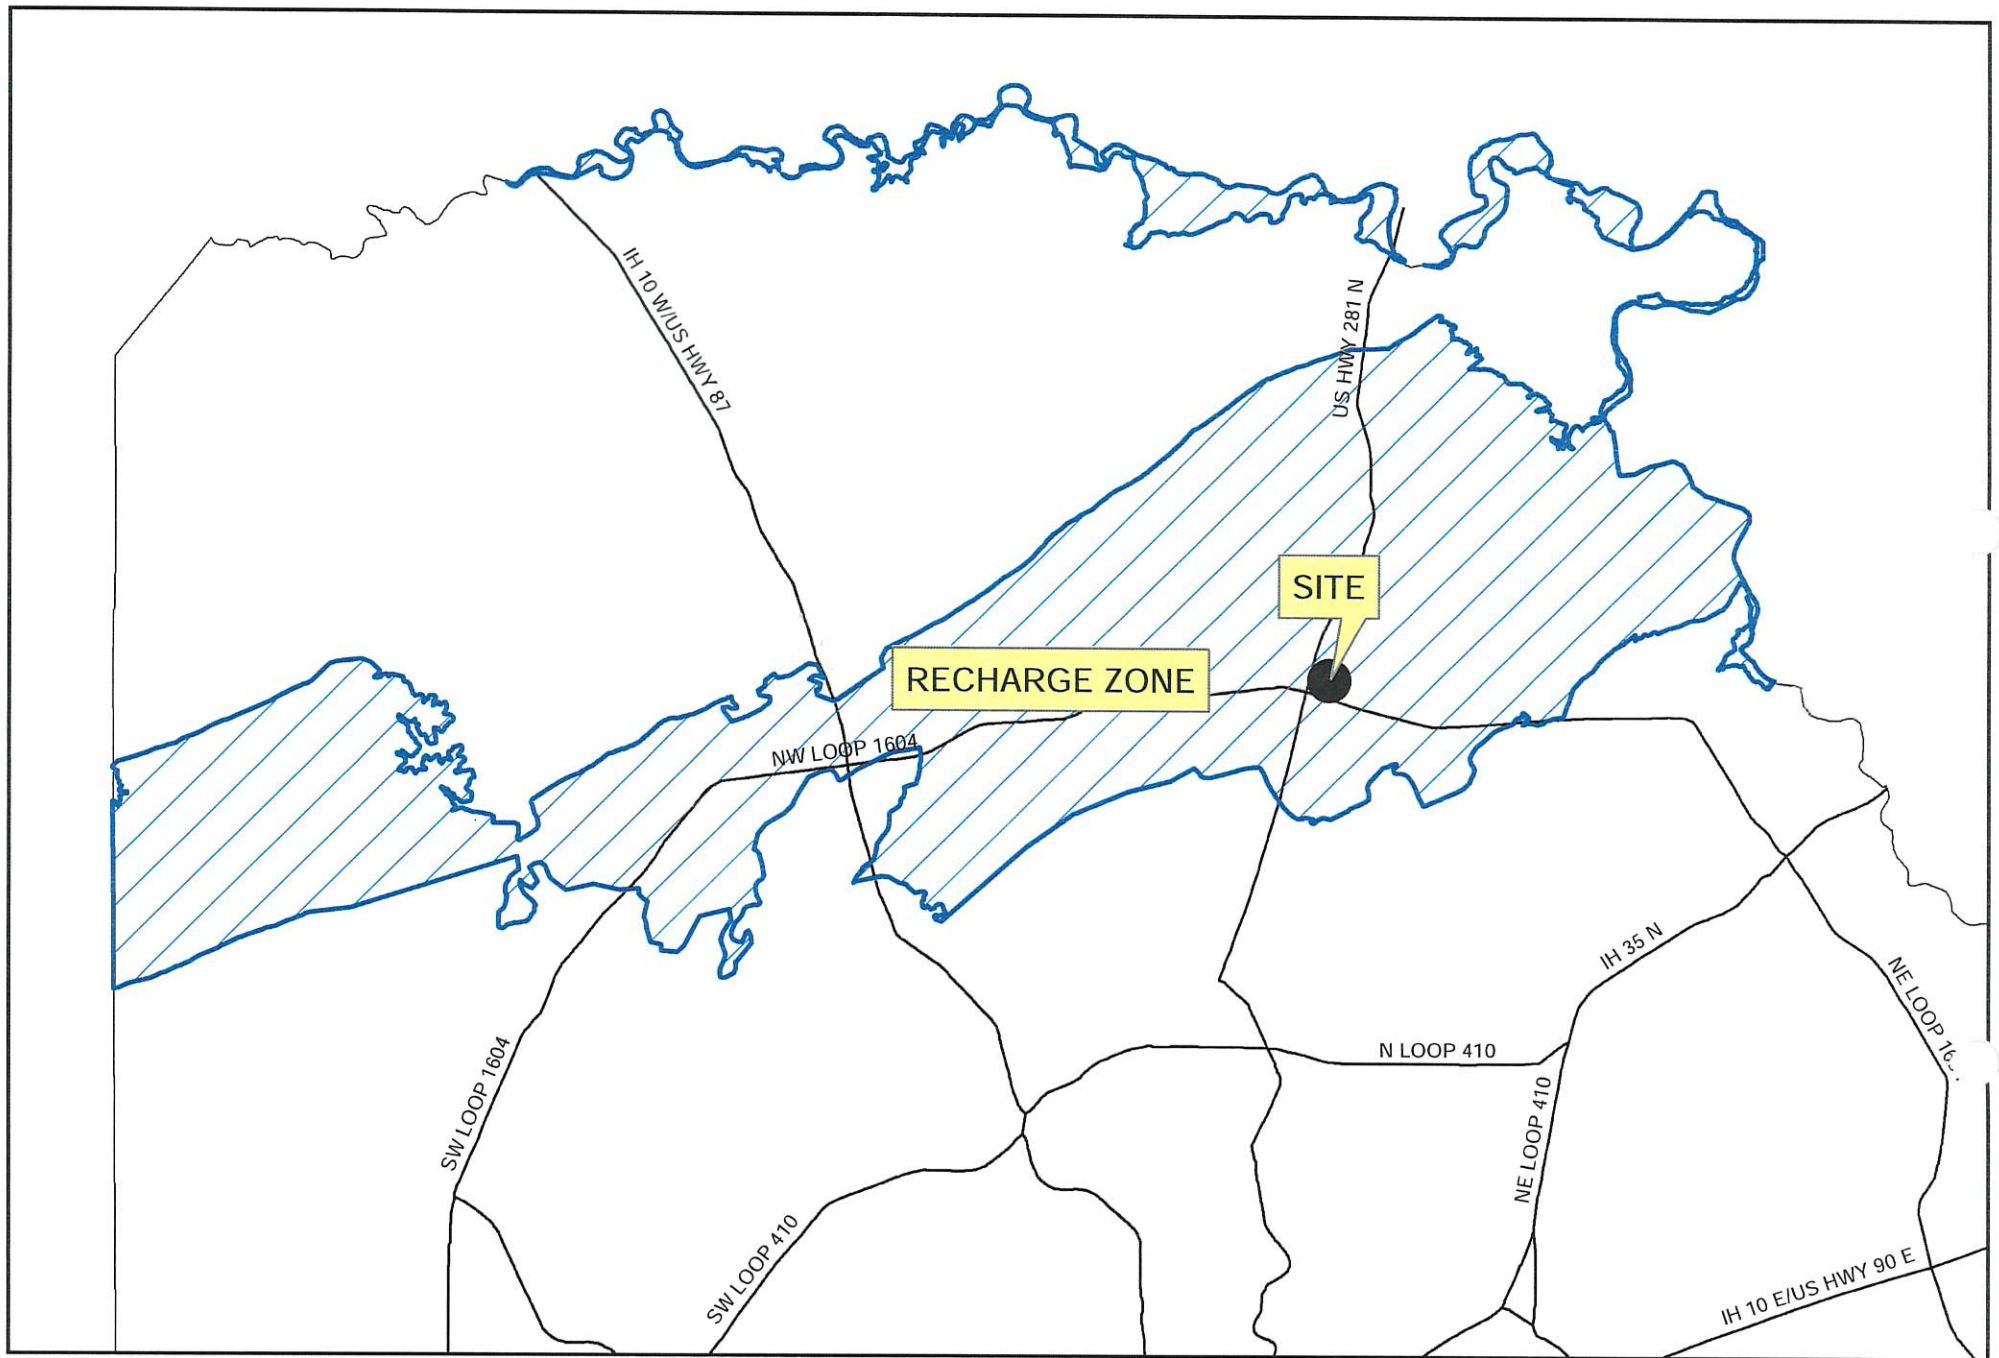 IH 10 W/US HWY 87
US HWY 281 N
SITE
RECHARGE ZONE
NW LOOP 1604
IH 35 N
NE LOOP
N LOOP 410
SW LOOP 1604
NE LOOP 410
SW LOOP 410
IH 10 E/US HWY 90 E